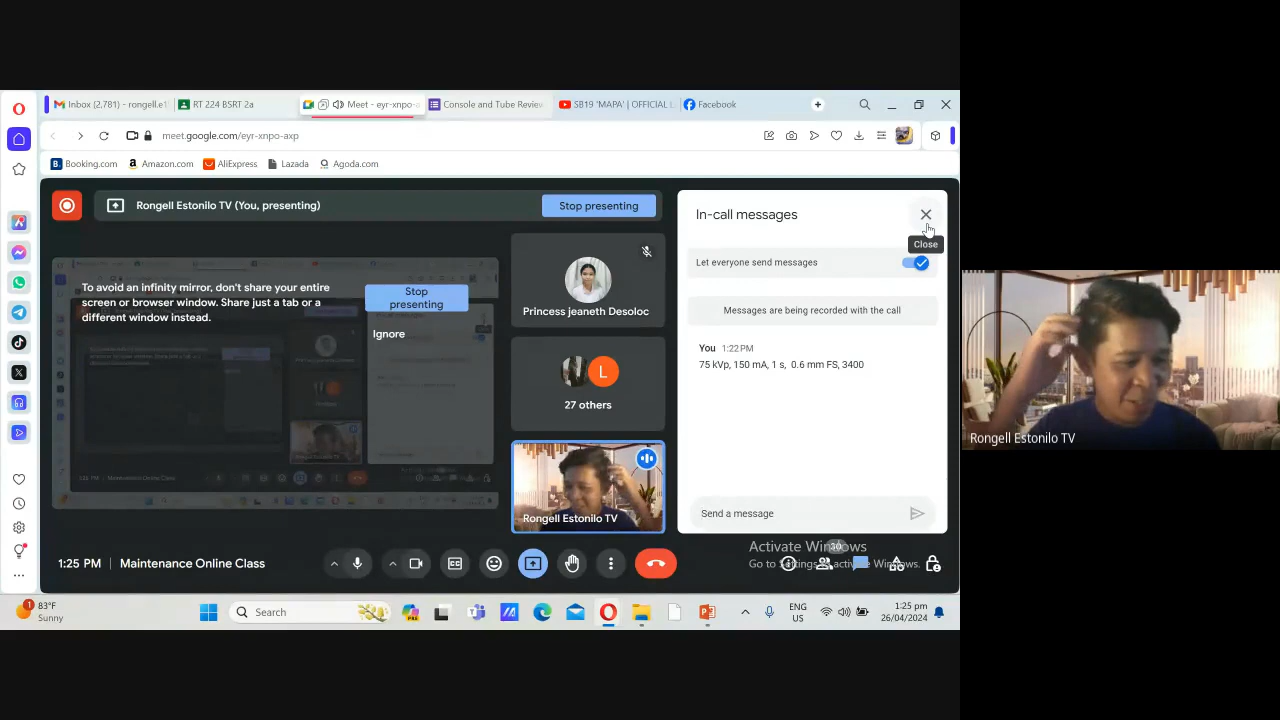 Inbox (2,781) - rongell.e1
RT 224 BSRT 2a
Meet - eyr-xnpo-a
Console and Tube Review
SB19 'MAPA' | OFFICIAL
Facebook
meet.google.com/eyr-xnpo-axp
B. Booking.com
Amazon.com
AliExpress
Lazada
Agoda.com
Rongell Estonilo TV (You, presenting)
Stop presenting
To avoid an infinity mirror, don't share your entire
screen or browser window. Share just a tab or a
different window instead.
Stop
presenting
Ignore
Princess jeaneth Desoloc
L
27 others
Rongell Estonilo TV
In-call messages
Close
Let everyone send messages
Messages are being recorded with the call
You 1:22 PM
75 kVp, 150 mA, 1 s, 0.6 mm FS, 3400
Send a message
Activate Windows
Go to Settings to activate Windows.
30
1:25 PM Maintenance Online Class
83°F
Sunny
Search
ENG
US
1:25 pm
26/04/2024
Rongell Estonilo TV